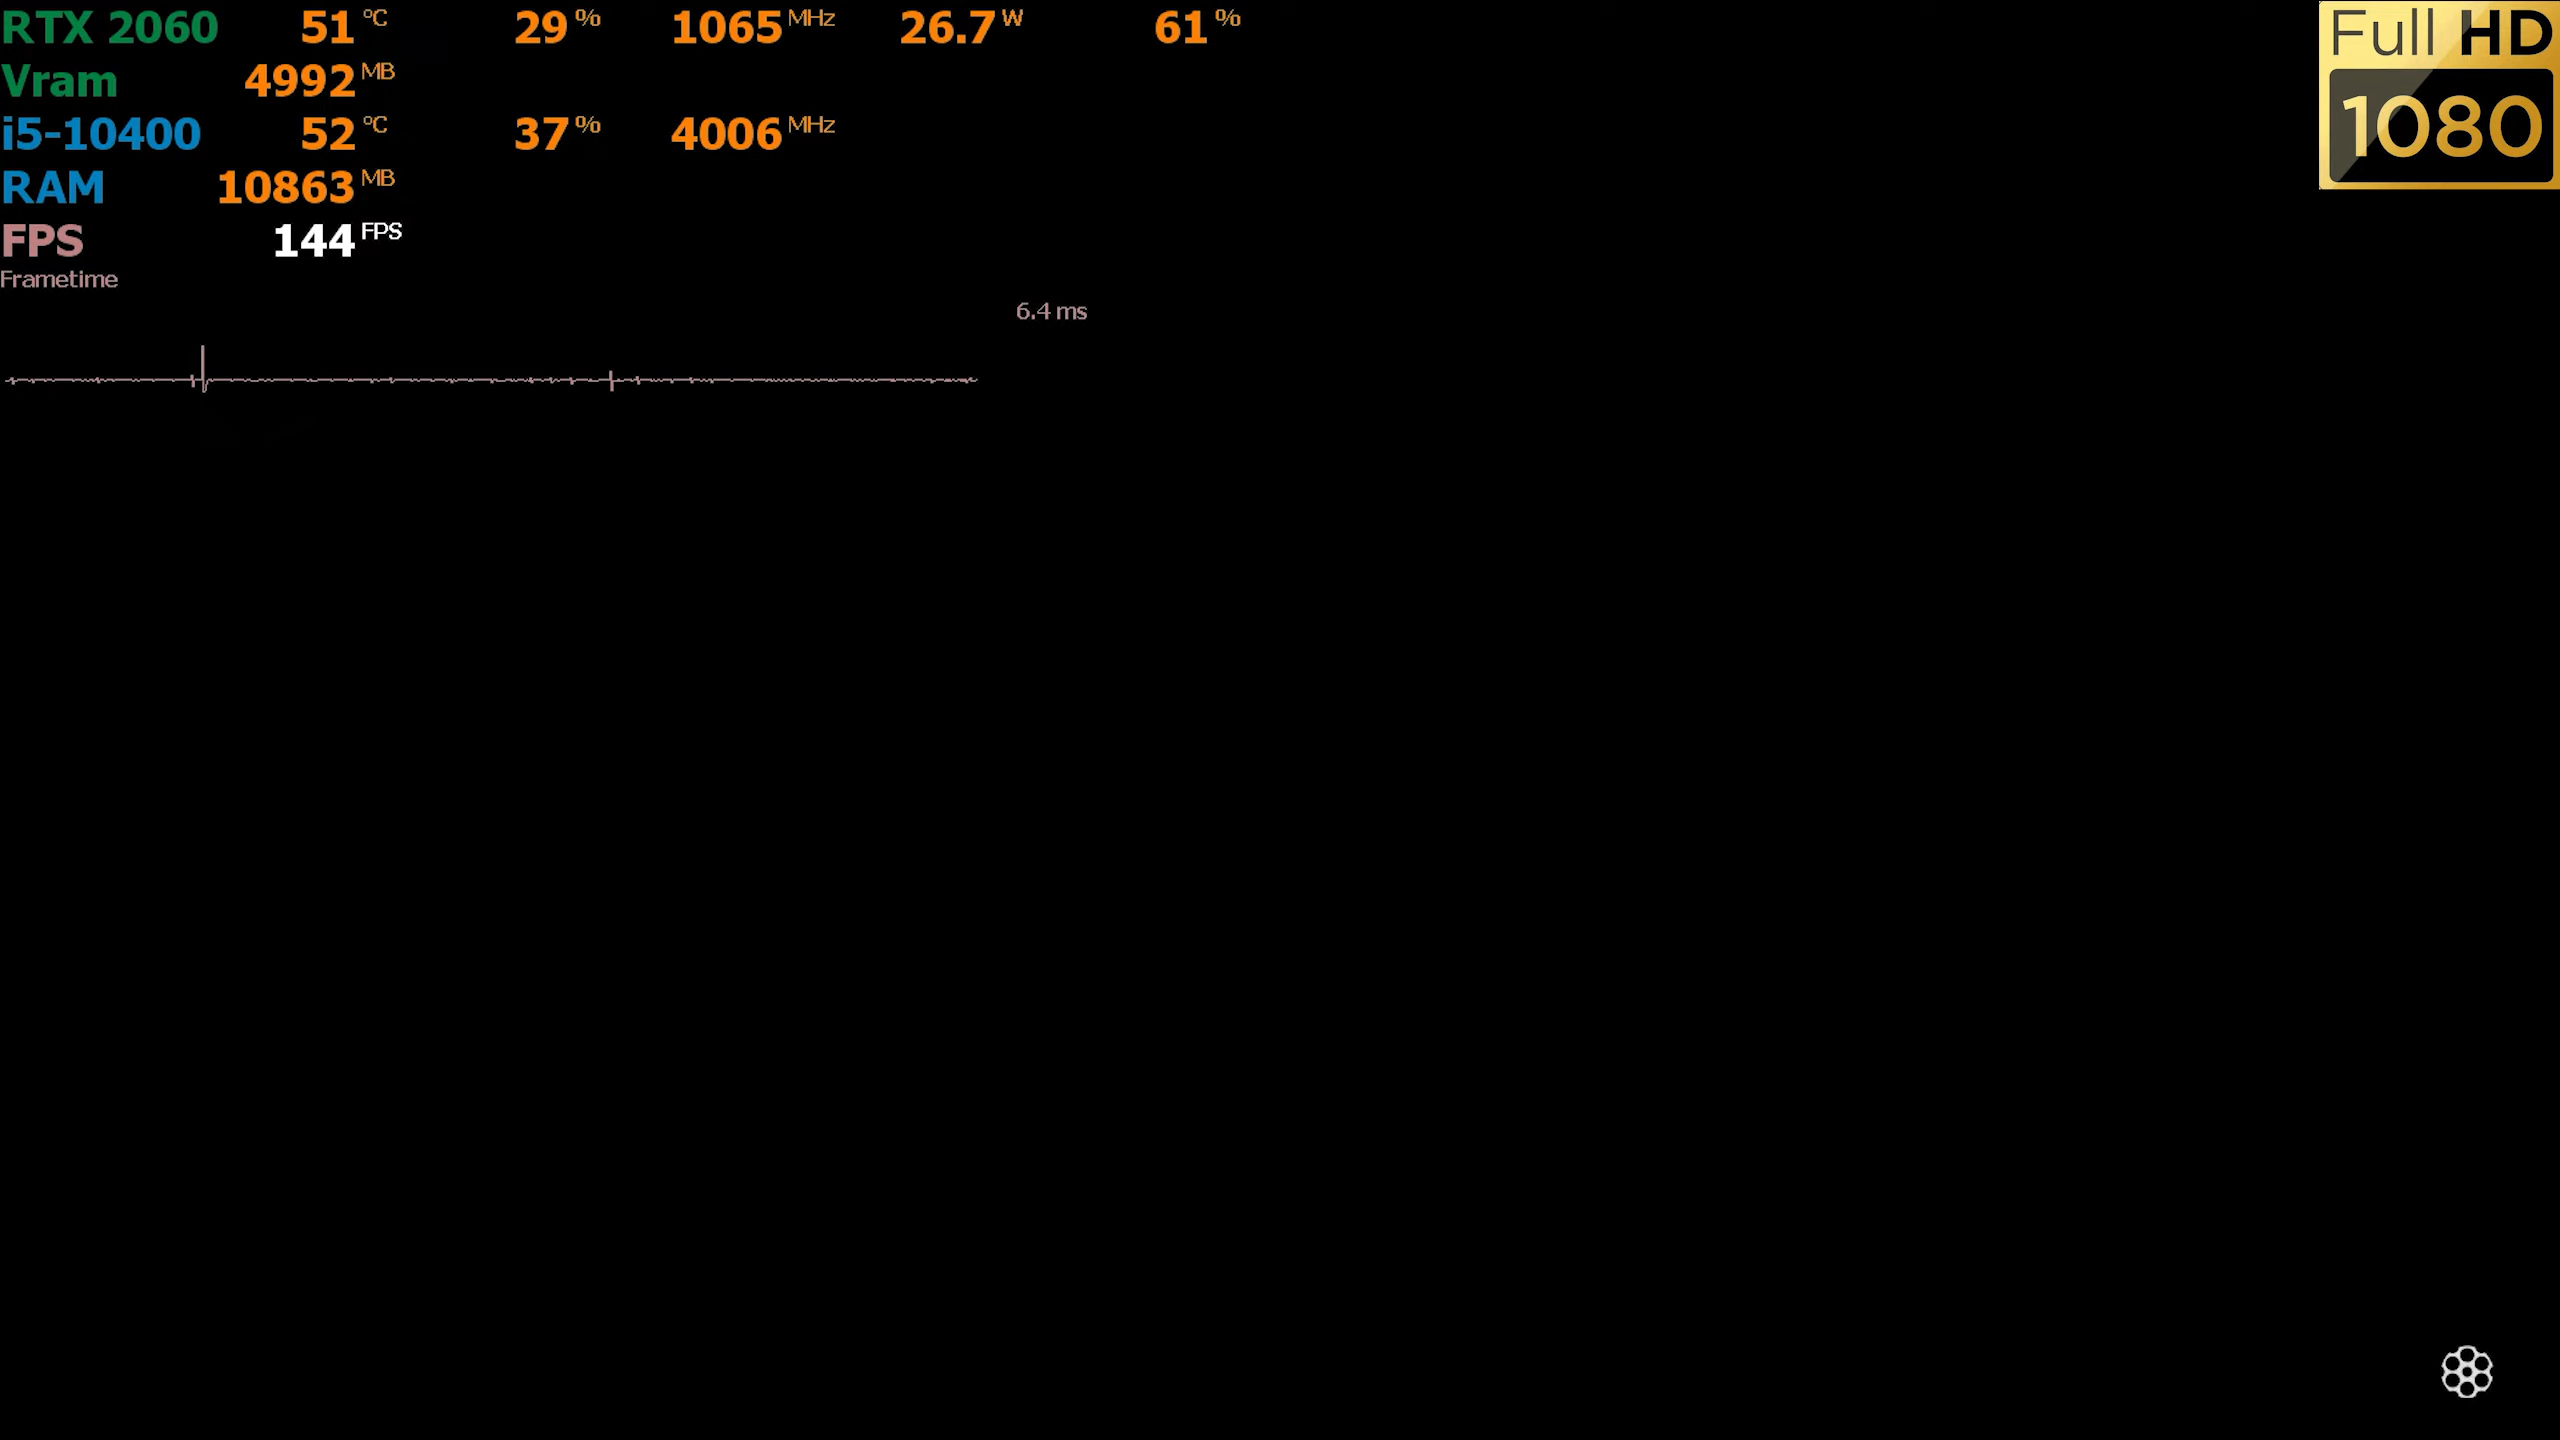 RTX 2060 51 °C 29 % 1065 MHz 26.7 W 61 %
Vram 4992 MB
i5-10400 52 °C 37 % 4006 MHz
RAM 10863 MB
FPS 144 FPS
Frametime
6.4 ms
Full HD
1080